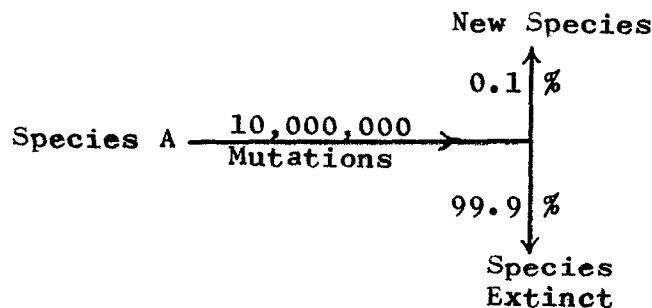 New Species
0.1 %
10,000,000
Species A
Mutations
99.9 %
Species
Extinct